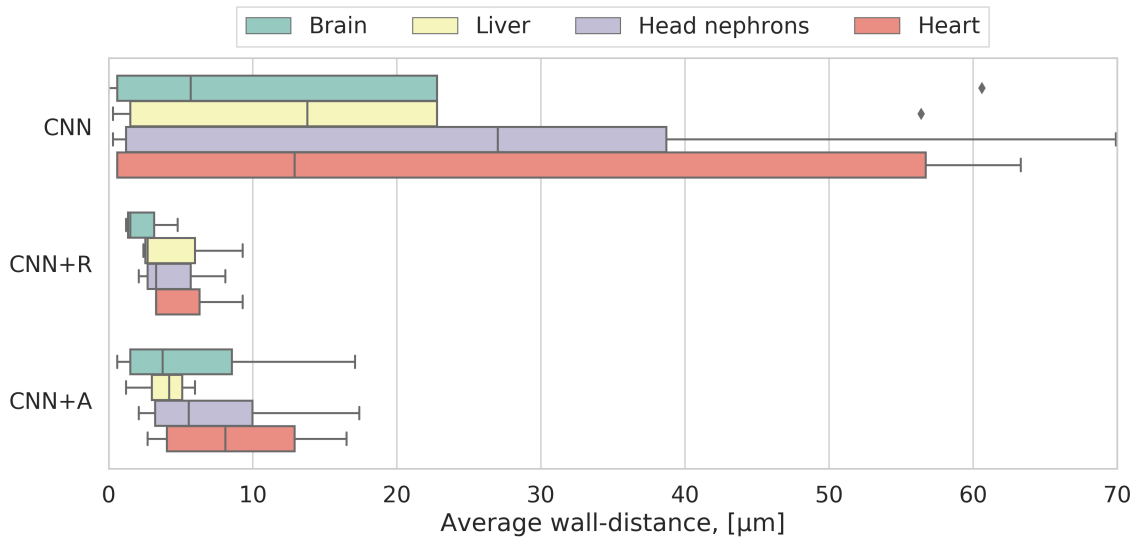 Brain Liver Head nephrons Heart
CNN
CNN+R
CNN+A
0 10 20 30 40 50 60 70
Average wall-distance, [μm]